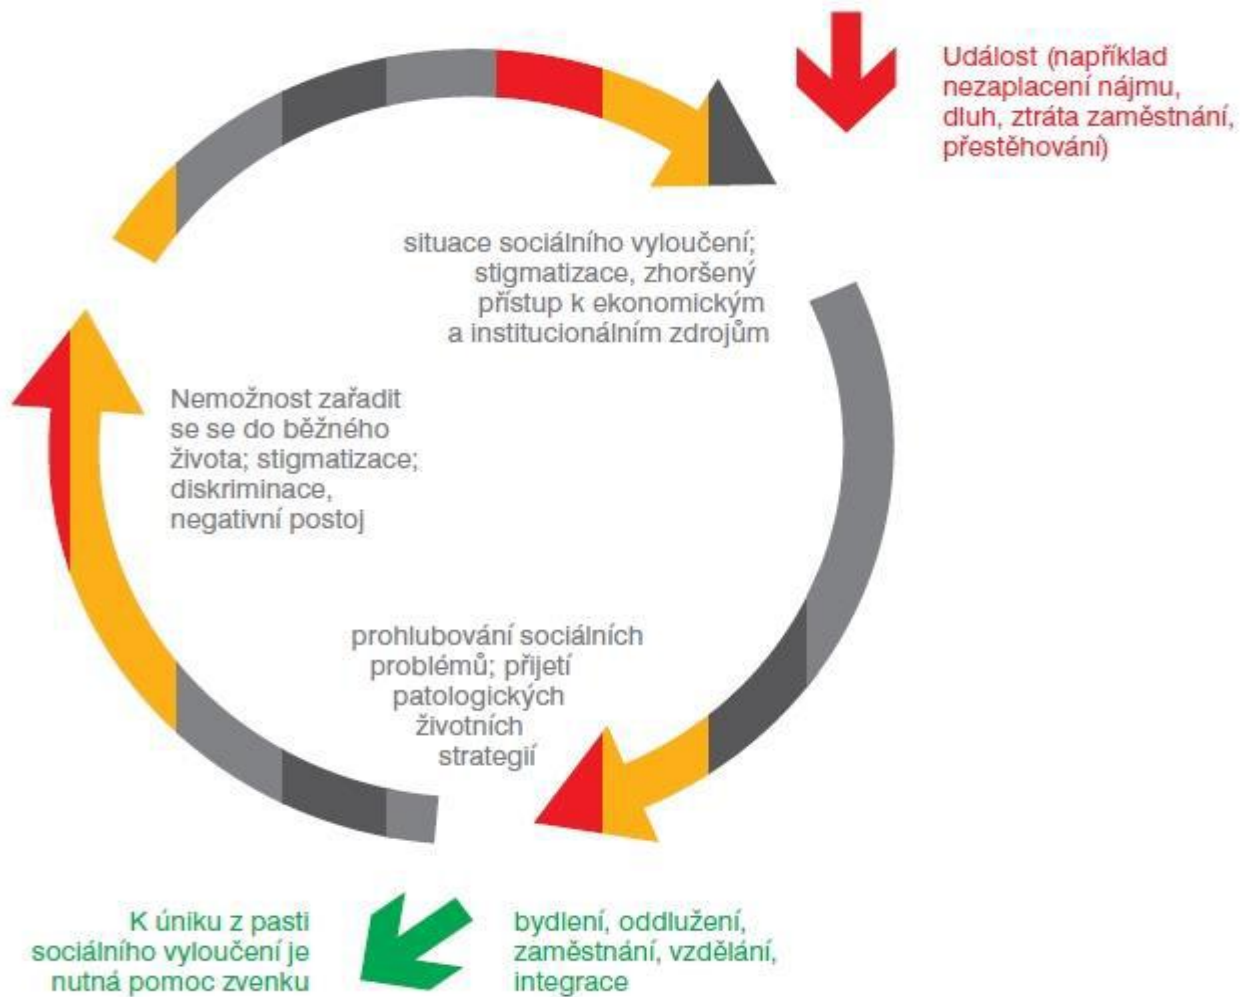 Událost (například
nezaplacení nájmu,
dluh, ztráta zaměstnání,
přestěhování)
situace sociálního vyloučení;
stigmatizace, zhoršený
přístup k ekonomickým
a institucionálním zdrojům
Nemožnost zařadit
se se do běžného
života; stigmatizace;
diskriminace,
negativní postoj
prohlubování sociálních
problémů; přijetí
patologických
životních
strategií
K úniku z pasti
sociálního vyloučení je
nutná pomoc zvenku
bydlení, oddlužení,
zaměstnání, vzdělání,
integrace